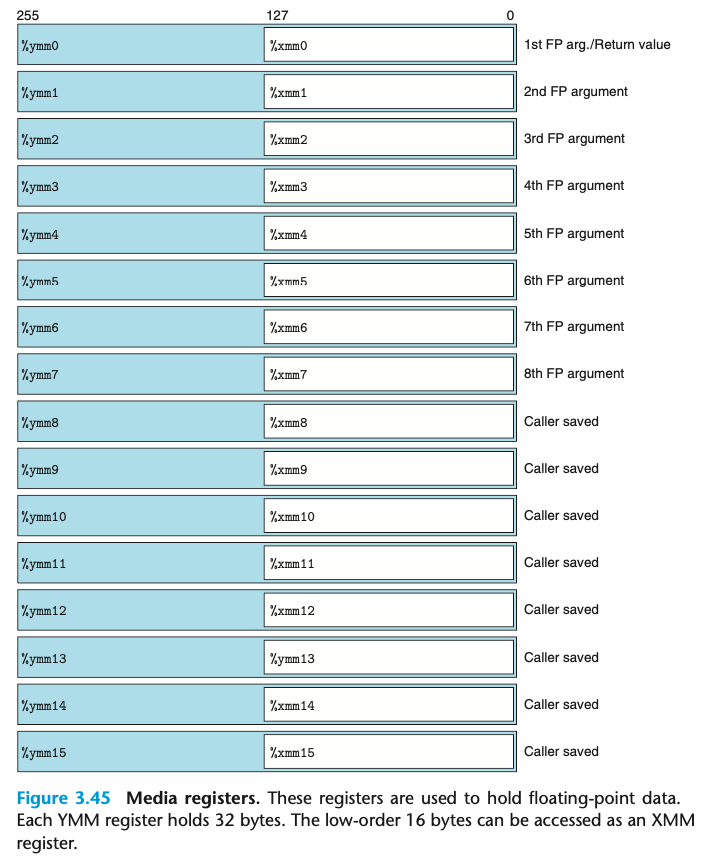 255 127 0
%ymm0 %xmm0 1st FP arg./Return value
%ymm1 %xmm1 2nd FP argument
%ymm2 %xmm2 3rd FP argument
%ymm3 %xmm3 4th FP argument
%ymm4 %xmm4 5th FP argument
%ymm5 %xmm5 6th FP argument
%ymm6 %xmm6 7th FP argument
%ymm7 %xmm7 8th FP argument
%ymm8 %xmm8 Caller saved
%ymm9 %xmm9 Caller saved
%ymm10 %xmm10 Caller saved
%ymm11 %xmm11 Caller saved
%ymm12 %xmm12 Caller saved
%ymm13 %ymm13 Caller saved
%ymm14 %xmm14 Caller saved
%ymm15 %xmm15 Caller saved
Figure 3.45 Media registers. These registers are used to hold floating-point data.
Each YMM register holds 32 bytes. The low-order 16 bytes can be accessed as an XMM
register.